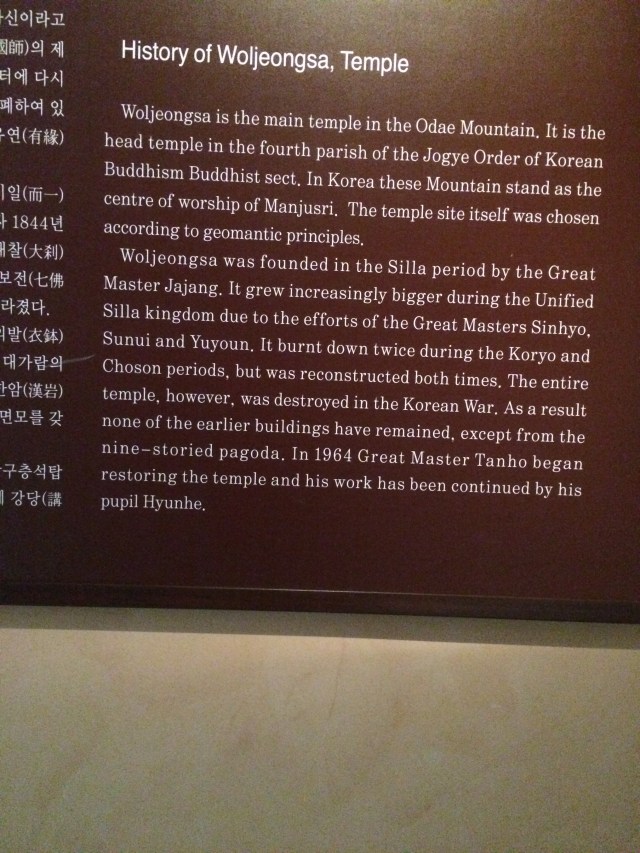 자신이라고
國師)의 제
터에 다시
폐하여 있
유연(有緣)
이일(而一)
1844년
대찰(大刹)
보전(七佛
라졌다.
의발(衣鉢)
대가람의
한암(漢岩)
면모를 갖
구층석탑
강당(講
History of Woljeongsa, Temple
Woljeongsa is the main temple in the Odae Mountain. It is the
head temple in the fourth parish of the Jogye Order of Korean
Buddhism Buddhist sect. In Korea these Mountain stand as the
centre of worship of Manjusri. The temple site itself was chosen
according to geomantic principles.
Woljeongsa was founded in the Silla period by the Great
Master Jajang. It grew increasingly bigger during the Unified
Silla kingdom due to the efforts of the Great Masters Sinhyo,
Sunui and Yuyoun. It burnt down twice during the Koryo and
Choson periods, but was reconstructed both times. The entire
temple, however, was destroyed in the Korean War. As a result
none of the earlier buildings have remained, except from the
nine-storied pagoda. In 1964 Great Master Tanho began
restoring the temple and his work has been continued by his
pupil Hyunhe.